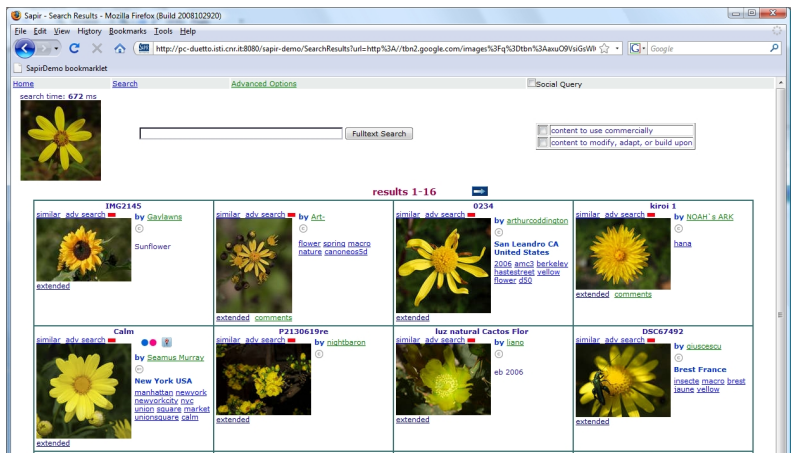 Sapir - Search Results - Mozilla Firefox (Build 2008102920)
File Edit View History Bookmarks Tools Help
http://pc-duetto.isti.cnr.it:8080/sapir-demo/SearchResults?url=http%3A//tbn2.google.com/images%3Fq%3Dtbn%3AaxuO9VsiGsWl
Google
SapirDemo bookmarklet
Home Search Advanced Options Social Query
search time: 672 ms
Fulltext Search
content to use commercially
content to modify, adapt, or build upon
results 1-16
IMG2145
similar adv search
by Gaylawns
Sunflower
extended
similar adv search
by Art-
flower spring macro
nature canoneos5d
extended comments
0234
similar adv search
by arthurcoddington
San Leandro CA
United States
2006 amc3 berkeley
hastestreet yellow
flower d50
extended
kiroi 1
similar adv search
by NOAH`s ARK
hana
extended comments
Calm
similar adv search
by Seamus Murray
New York USA
manhattan newyork
newyorkcity nyc
union square market
unionsquare calm
extended
P2130619re
similar adv search
by nightbaron
extended
luz natural Cactos Flor
similar adv search
by liano
eb 2006
extended
DSC67492
similar adv search
by giuscescu
Brest France
insecte macro brest
jaune yellow
extended